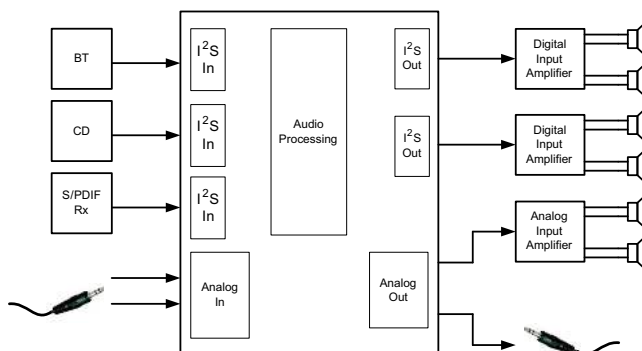 BT
I²S
In
CD
I²S
In
S/PDIF
Rx
I²S
In
Analog
In
Audio
Processing
I²S
Out
I²S
Out
Analog
Out
Digital
Input
Amplifier
Digital
Input
Amplifier
Analog
Input
Amplifier